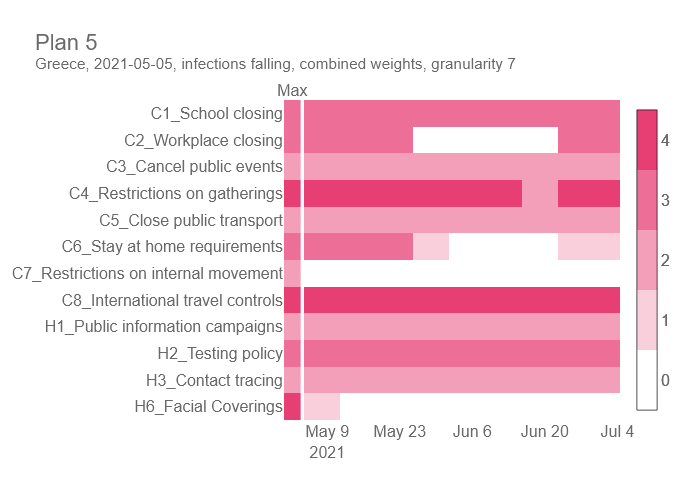 Plan 5
Greece, 2021-05-05, infections falling, combined weights, granularity 7
Max
C1_School closing
C2_Workplace closing
C3_Cancel public events
C4_Restrictions on gatherings
C5_Close public transport
C6_Stay at home requirements
C7_Restrictions on internal movement
C8_International travel controls
H1_Public information campaigns
H2_Testing policy
H3_Contact tracing
H6_Facial Coverings
May 9 May 23 Jun 6 Jun 20 Jul 4
2021
4
3
2
1
0